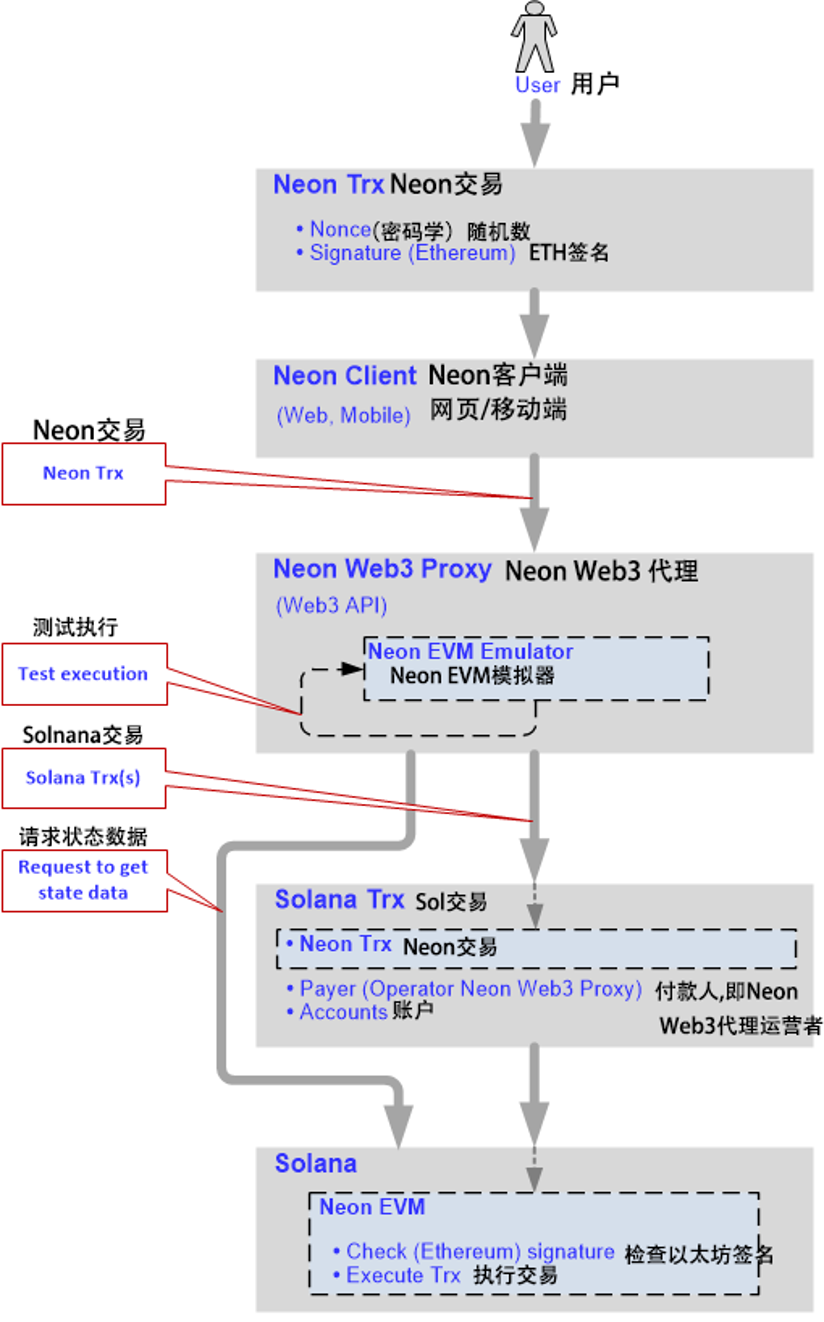 User 用户
Neon Trx Neon交易
• Nonce(密码学）随机数
• Signature (Ethereum) ETH签名
Neon Client Neon客户端
(Web, Mobile) 网页/移动端
Neon交易
Neon Trx
Neon Web3 Proxy Neon Web3 代理
(Web3 API)
测试执行
Test execution
Neon EVM Emulator
Neon EVM模拟器
Solnana交易
Solana Trx(s)
请求状态数据
Request to get
state data
Solana Trx Sol交易
• Neon Trx Neon交易
• Payer (Operator Neon Web3 Proxy) 付款人,即Neon
• Accounts 账户
Web3代理运营者
Solana
Neon EVM
• Check (Ethereum) signature 检查以太坊签名
• Execute Trx 执行交易